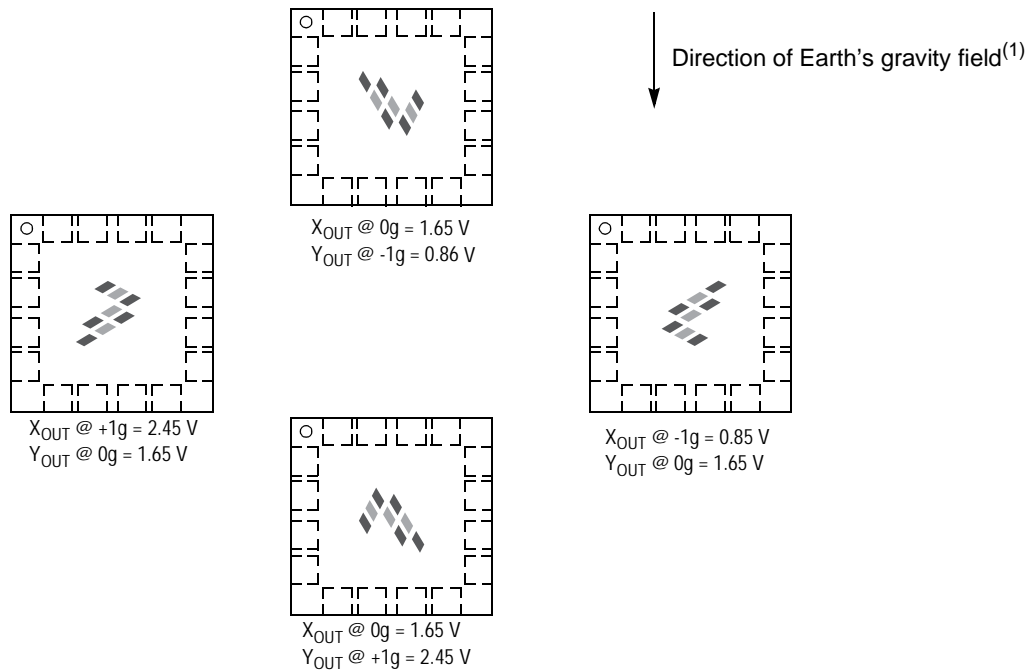 Direction of Earth's gravity field(1)
XOUT @ 0g = 1.65 V
YOUT @ -1g = 0.86 V
XOUT @ +1g = 2.45 V
YOUT @ 0g = 1.65 V
XOUT @ -1g = 0.85 V
YOUT @ 0g = 1.65 V
XOUT @ 0g = 1.65 V
YOUT @ +1g = 2.45 V